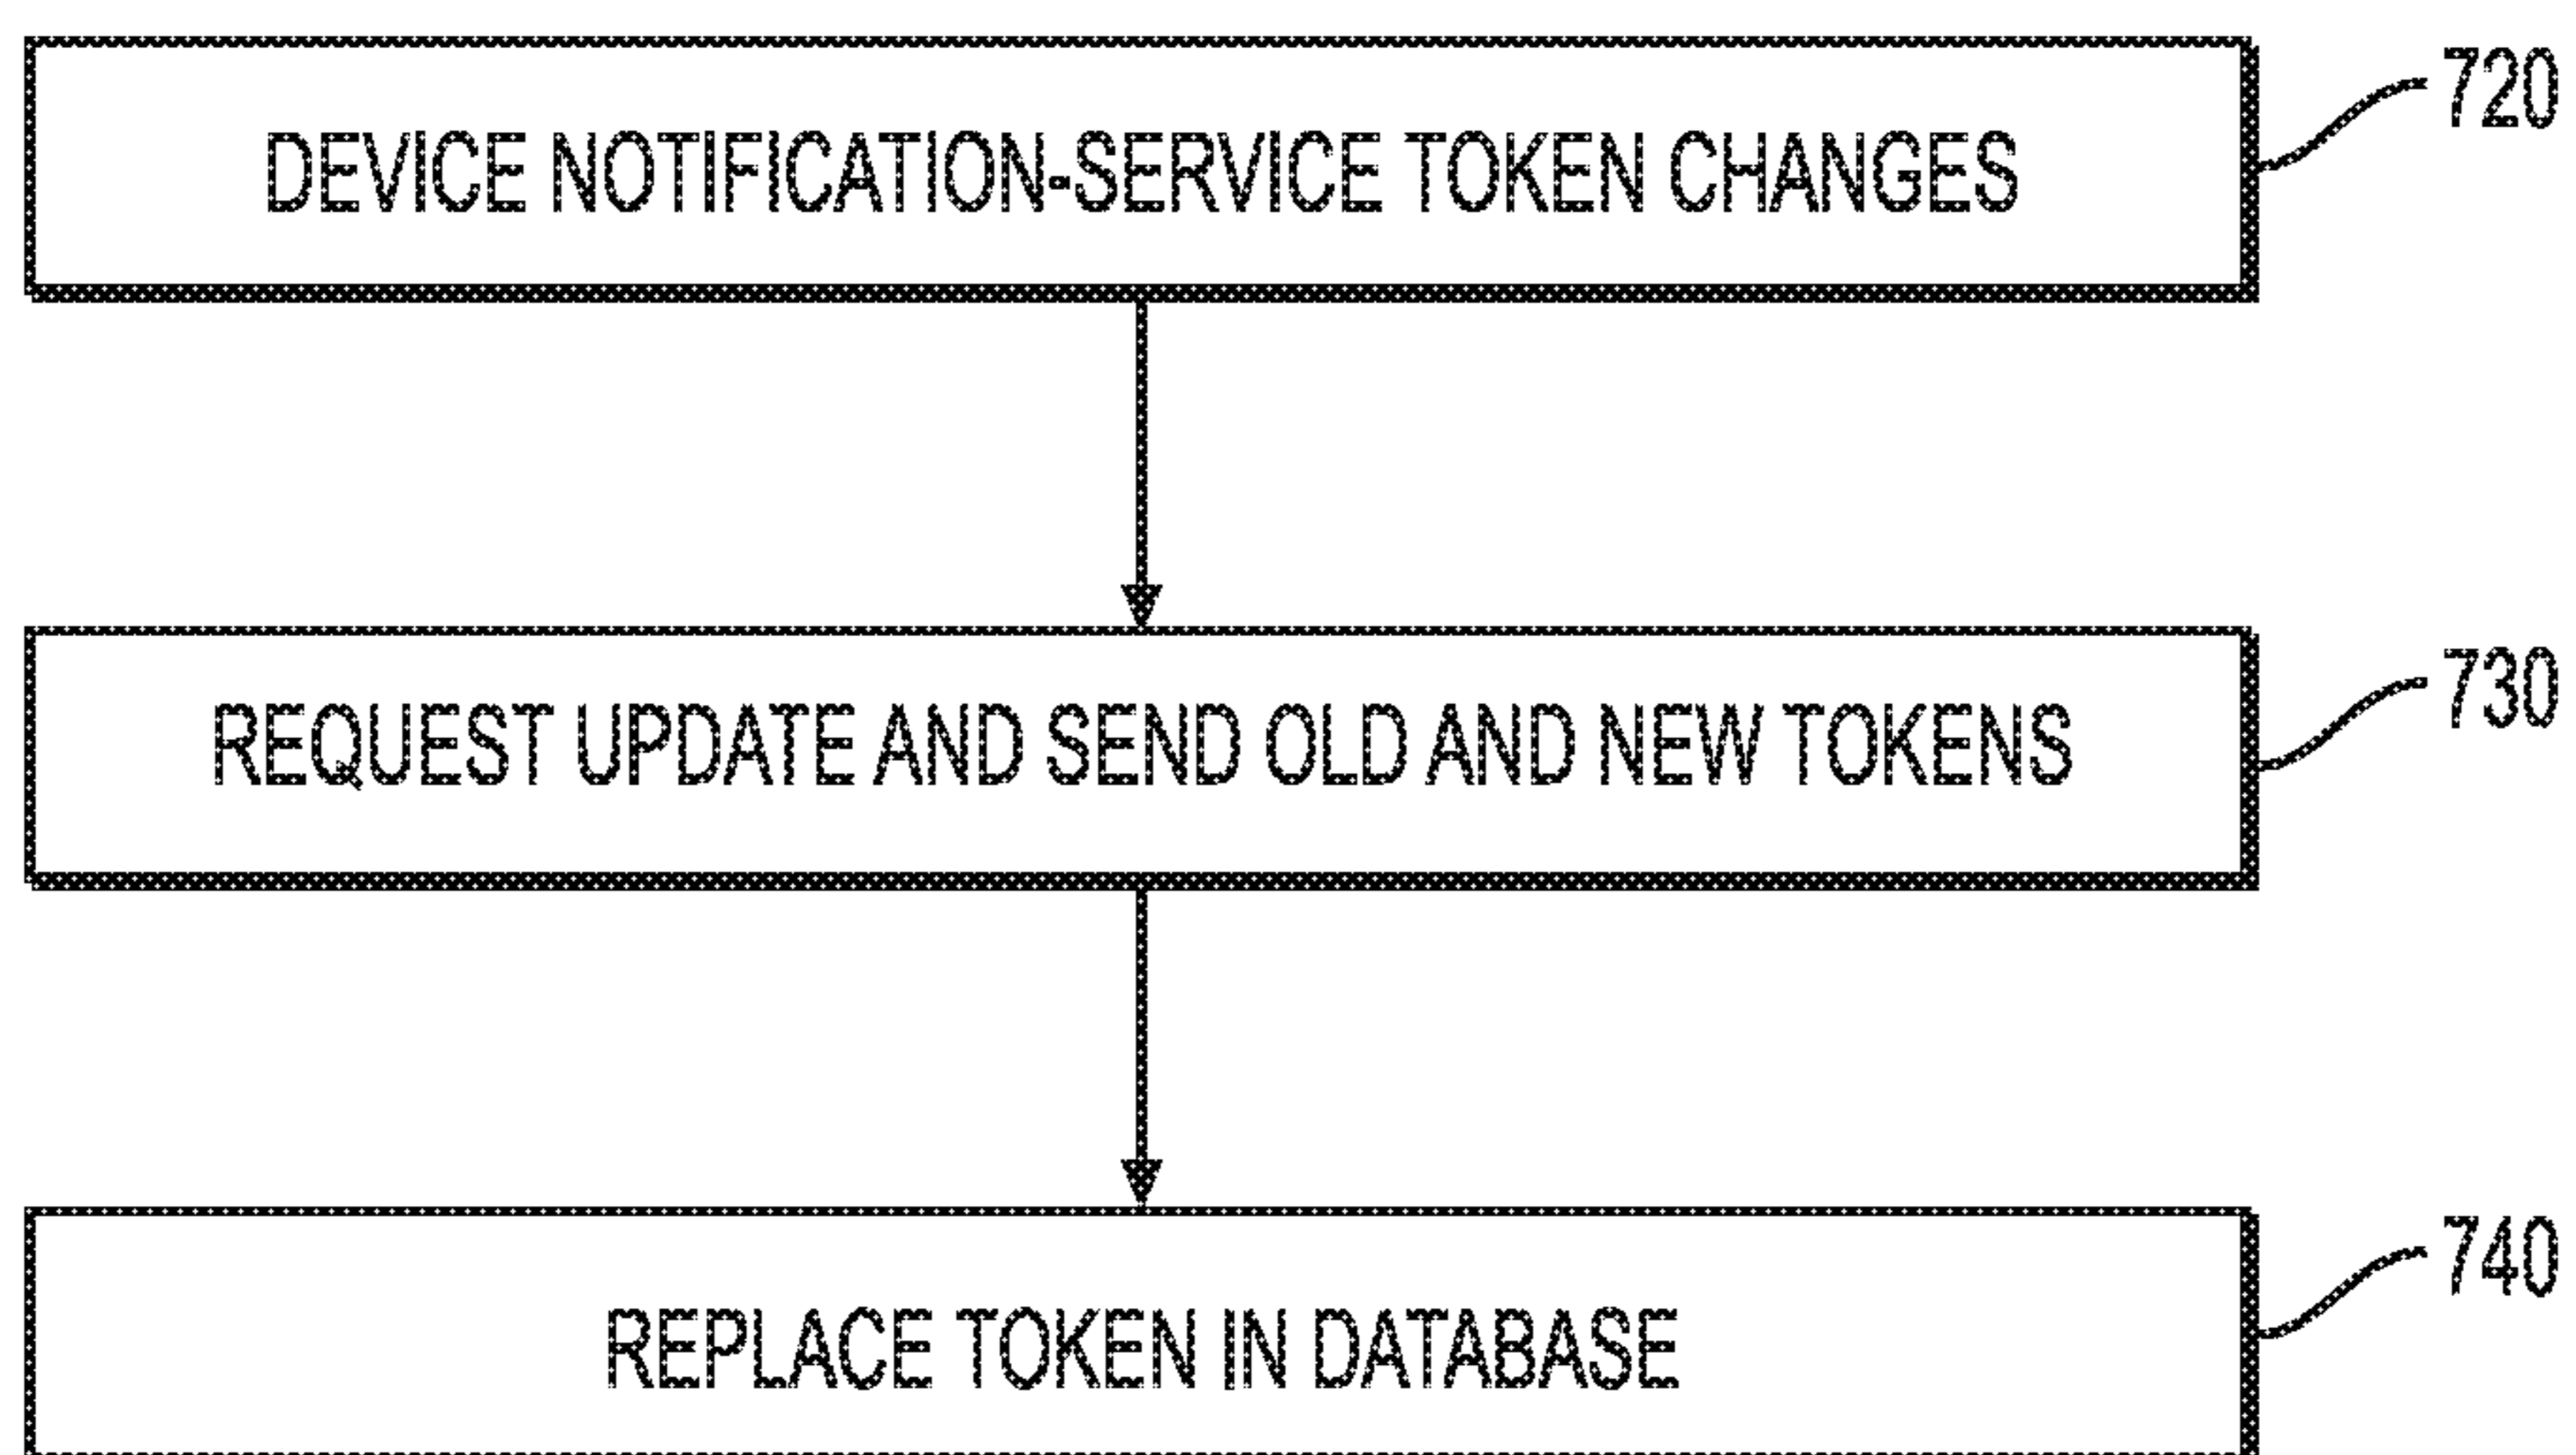 DEVICE NOTIFICATION-SERVICE TOKEN CHANGES
720
REQUEST UPDATE AND SEND OLD AND NEW TOKENS
730
REPLACE TOKEN IN DATABASE
740